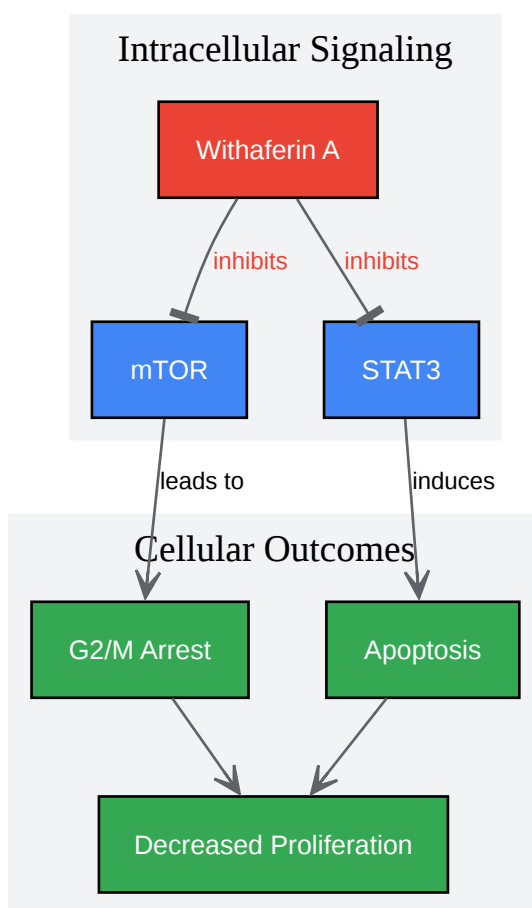 Intracellular Signaling
Withaferin A
inhibits
inhibits
mTOR
STAT3
leads to
induces
Cellular Outcomes
G2/M Arrest
Apoptosis
Decreased Proliferation